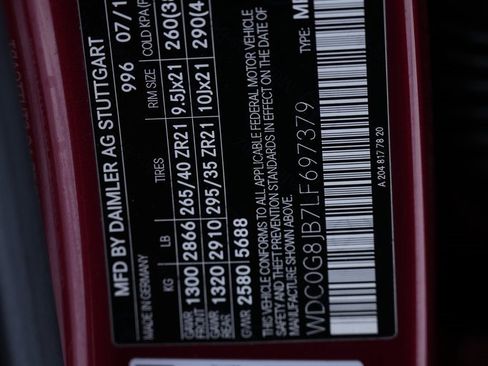 MFD BY DAIMLER AG STUTTGART
MADE IN GERMANY 996 07/1
KG LB TIRES RIM SIZE COLD KPA(P
GAWR FRONT 1300 2866 265/40 ZR21 9.5Jx21 260(38
GAWR REAR 1320 2910 295/35 ZR21 10Jx21 290(4
GVWR 2580 5688 TYPE: M
THIS VEHICLE CONFORMS TO ALL APPLICABLE FEDERAL MOTOR VEHICLE
SAFETY AND THEFT PREVENTION STANDARDS IN EFFECT ON THE DATE OF
MANUFACTURE SHOWN ABOVE.
WDC0G8JB7LF697379
A 204 817 78 20